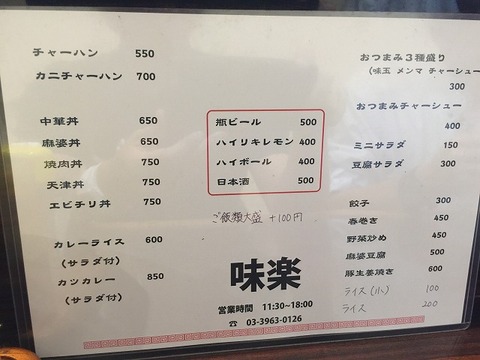 チャーハン 550
カニチャーハン 700
中華丼 650
麻婆丼 650
焼肉丼 750
天津丼 750
エビチリ丼 750
カレーライス 600
(サラダ付)
カツカレー 850
(サラダ付)
瓶ビール 500
ハイリキレモン 400
ハイボール 400
日本酒 500
ご飯類大盛 +100円
味楽
営業時間 11:30~18:00
☎ 03-3963-0126
おつまみ3種盛り
(味玉 メンマ チャーシュー
300
おつまみチャーシュー
400
ミニサラダ 150
豆腐サラダ 300
餃子 300
春巻き 450
野菜炒め 450
麻婆豆腐 500
豚生姜焼き 600
ライス(小) 100
ライス 200